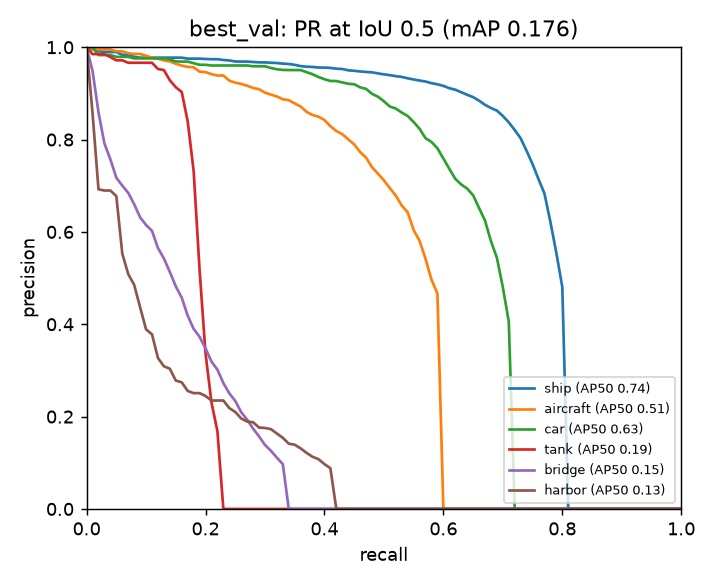 best_val: PR at IoU 0.5 (mAP 0.176)
1.0
0.8
0.6
0.4
0.2
0.0
precision
ship (AP50 0.74)
aircraft (AP50 0.51)
car (AP50 0.63)
tank (AP50 0.19)
bridge (AP50 0.15)
harbor (AP50 0.13)
0.0 0.2 0.4 0.6 0.8 1.0
recall